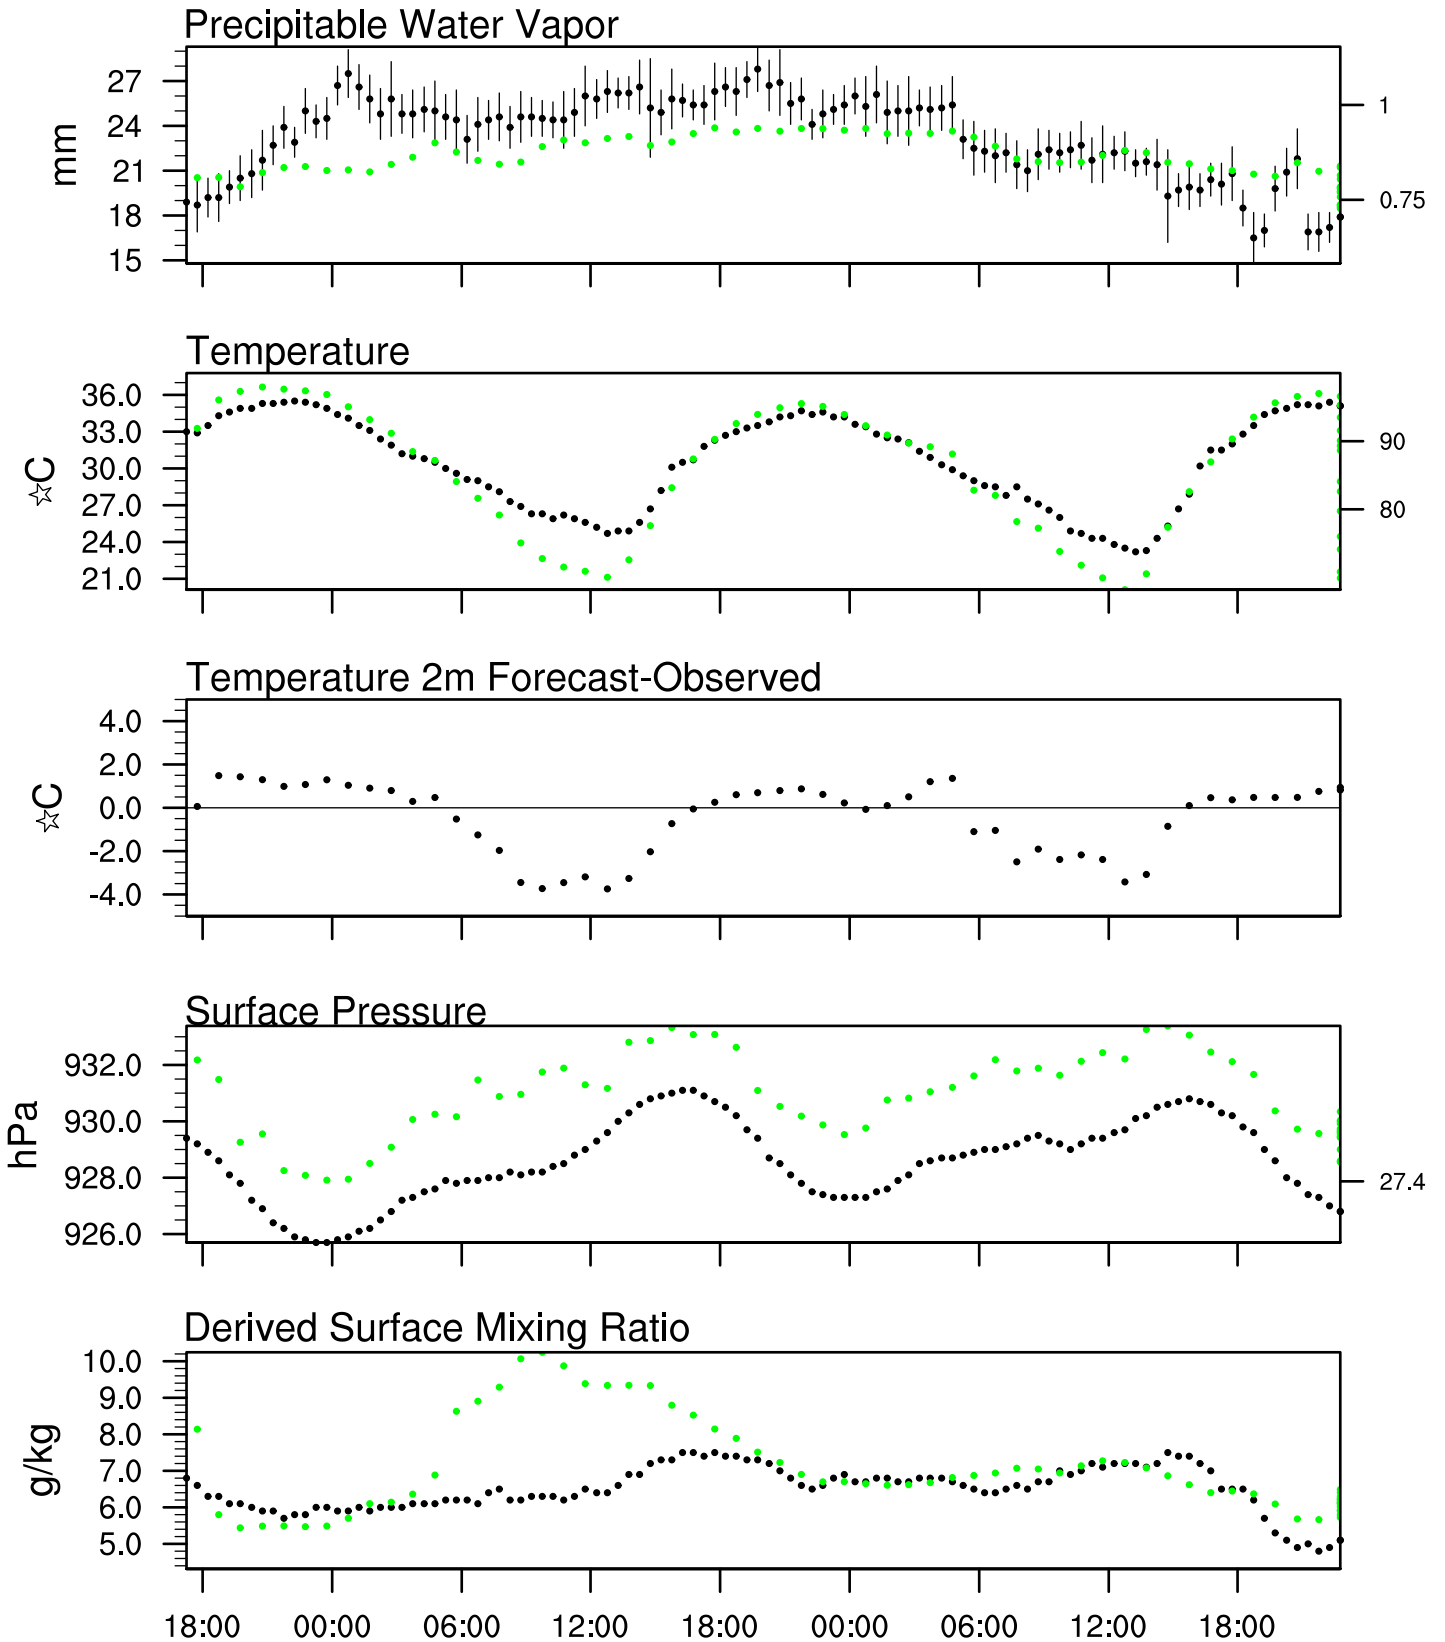 Precipitable Water Vapor
27
24
21
18
15
mm
1
0.75
Temperature
36.0
33.0
30.0
27.0
24.0
21.0
☆C
90
80
Temperature 2m Forecast-Observed
4.0
2.0
0.0
-2.0
-4.0
☆C
Surface Pressure
932.0
930.0
928.0
926.0
hPa
27.4
Derived Surface Mixing Ratio
10.0
9.0
8.0
7.0
6.0
5.0
g/kg
18:00 00:00 06:00 12:00 18:00 00:00 06:00 12:00 18:00